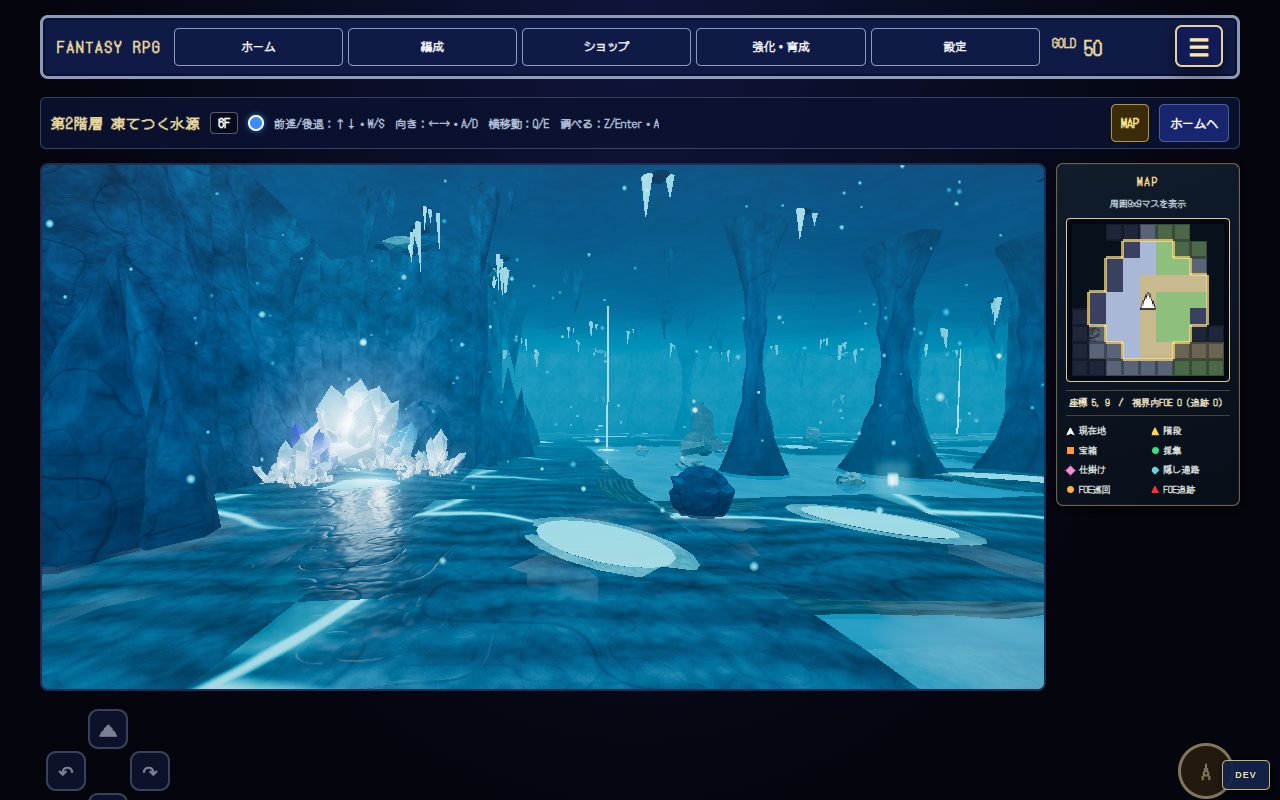 FANTASY RPG
ホーム
編成
ショップ
強化・育成
設定
GOLD 50
第2階層 凍てつく水源
6F
前進/後退：↑↓・W/S 向き：←→・A/D 横移動：Q/E 調べる：Z/Enter・A
MAP
ホームへ
MAP
周囲9x9マスを表示
座標 5, 9 / 視界内FOE 0 (追跡 0)
現在地
階段
宝箱
採集
仕掛け
隠し通路
FOE巡回
FOE追跡
A
DEV